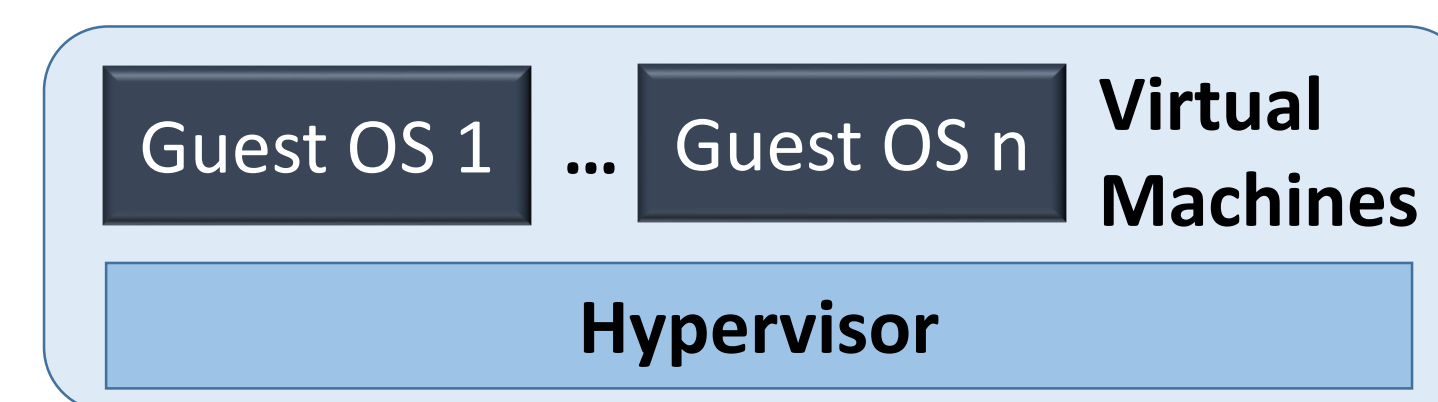 Guest OS 1 … Guest OS n
Virtual
Machines
Hypervisor